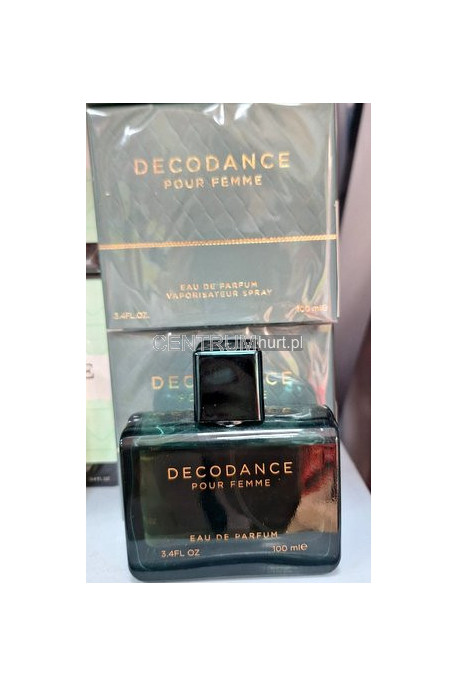 DECODANCE
POUR FEMME
EAU DE PARFUM
VAPORISATEUR SPRAY
3.4FL.OZ. 100 ml℮
CENTRUMhurt.pl
DECODANCE
DECODANCE
POUR FEMME
EAU DE PARFUM
3.4FL OZ 100 ml℮